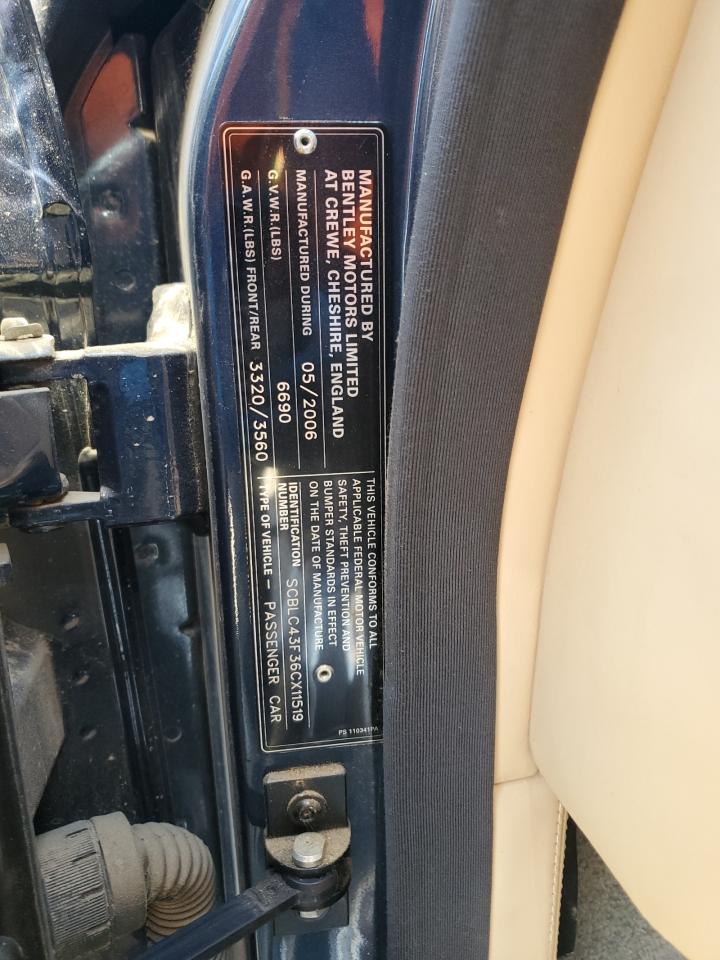 MANUFACTURED BY
BENTLEY MOTORS LIMITED
AT CREWE, CHESHIRE, ENGLAND
MANUFACTURED DURING 05/2006
G.V.W.R.(LBS) 6690
G.A.W.R.(LBS) FRONT/REAR 3320/3560
THIS VEHICLE CONFORMS TO ALL
APPLICABLE FEDERAL MOTOR VEHICLE
SAFETY, THEFT PREVENTION AND
BUMPER STANDARDS IN EFFECT
ON THE DATE OF MANUFACTURE
IDENTIFICATION
NUMBER SCBLC43F36CX11519
TYPE OF VEHICLE – PASSENGER CAR
PS 110341PA